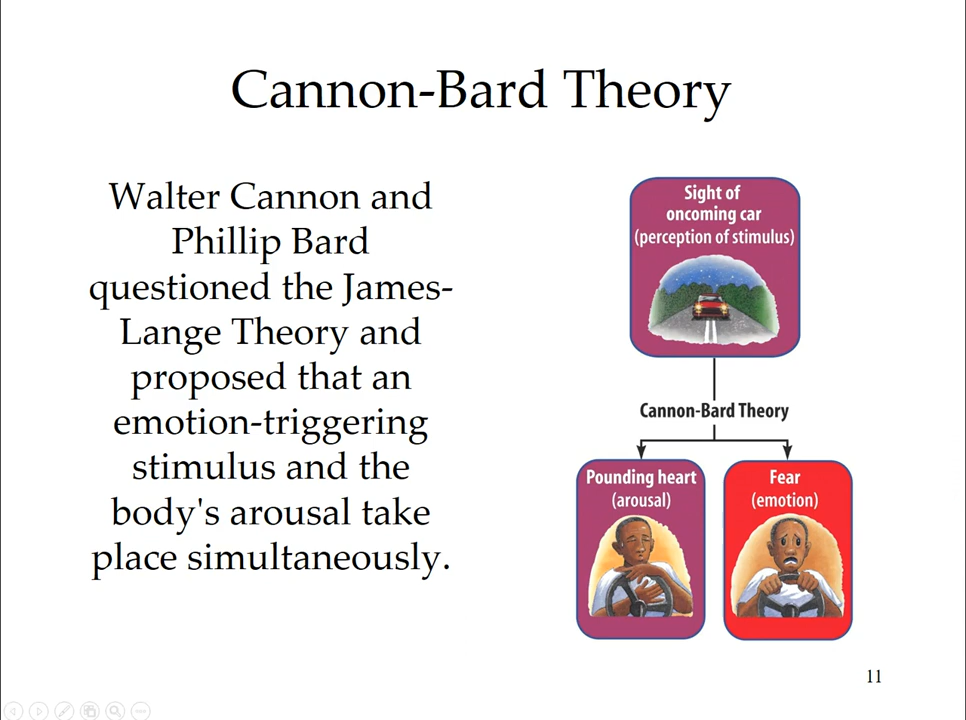 Cannon-Bard Theory
Walter Cannon and
Phillip Bard
questioned the James-
Lange Theory and
proposed that an
emotion-triggering
stimulus and the
body's arousal take
place simultaneously.
Sight of
oncoming car
(perception of stimulus)
Cannon-Bard Theory
Pounding heart
(arousal)
Fear
(emotion)
11